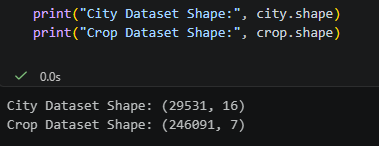 print("City Dataset Shape:", city.shape)
print("Crop Dataset Shape:", crop.shape)
0.0s
City Dataset Shape: (29531, 16)
Crop Dataset Shape: (246091, 7)